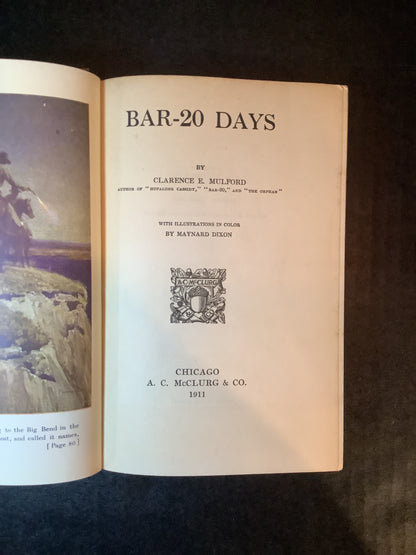 BAR-20 DAYS
BY
CLARENCE E. MULFORD
AUTHOR OF "HOPALONG CASSIDY," "BAR-20," AND "THE ORPHAN"
WITH ILLUSTRATIONS IN COLOR
BY MAYNARD DIXON
A.C. McCLURG
CHICAGO
A. C. McCLURG & CO.
1911
to the Big Bend in the
out, and called it names,
[Page 86]